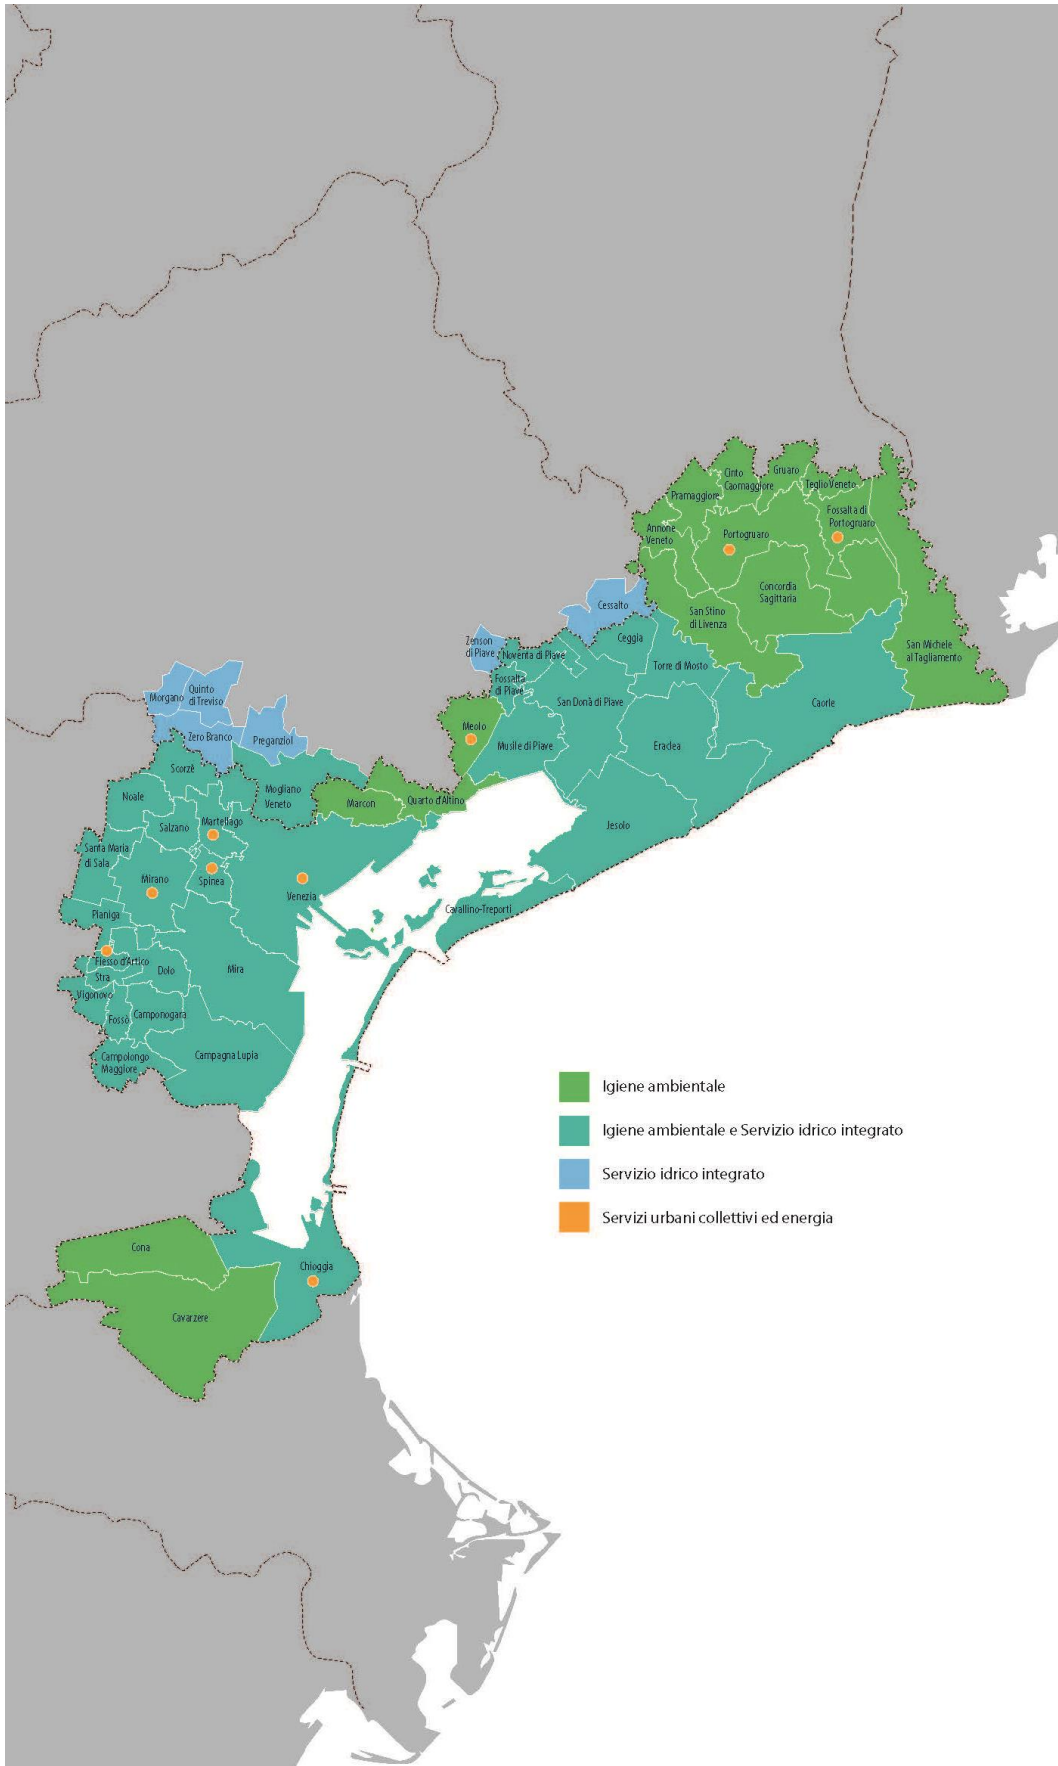 Cinto
Caomaggiore
Gruaro
Teglio Veneto
Pramaggiore
Fossalta di
Portogruaro
Annone
Veneto
Portogruaro
Concordia
Sagittaria
San Stino
di Livenza
San Michele
al Tagliamento
Cessalto
Ceggia
Zenson
di Piave
Noventa di Piave
Torre di Mosto
Fossalta
di Piave
San Donà di Piave
Caorle
Morgano
Quinto
di Treviso
Meolo
Zero Branco
Preganziol
Musile di Piave
Eraclea
Scorzè
Noale
Mogliano
Veneto
Marcon
Quarto d'Altino
Salzano
Martellago
Jesolo
Santa Maria
di Sala
Mirano
Spinea
Venezia
Cavallino-Treporti
Pianiga
Fiesso d'Artico
Stra
Dolo
Mira
Vigonovo
Fossò
Camponogara
Campolongo
Maggiore
Campagna Lupia
Igiene ambientale
Igiene ambientale e Servizio idrico integrato
Servizio idrico integrato
Servizi urbani collettivi ed energia
Cona
Chioggia
Cavarzere